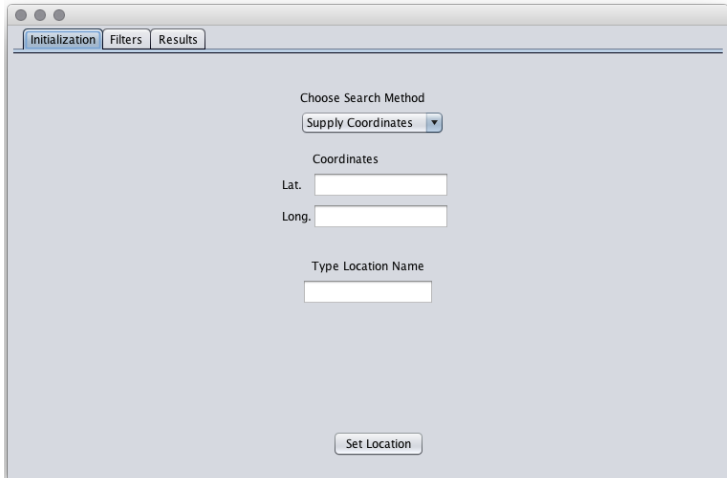 Initialization Filters Results
Choose Search Method
Supply Coordinates
Coordinates
Lat.
Long.
Type Location Name
Set Location